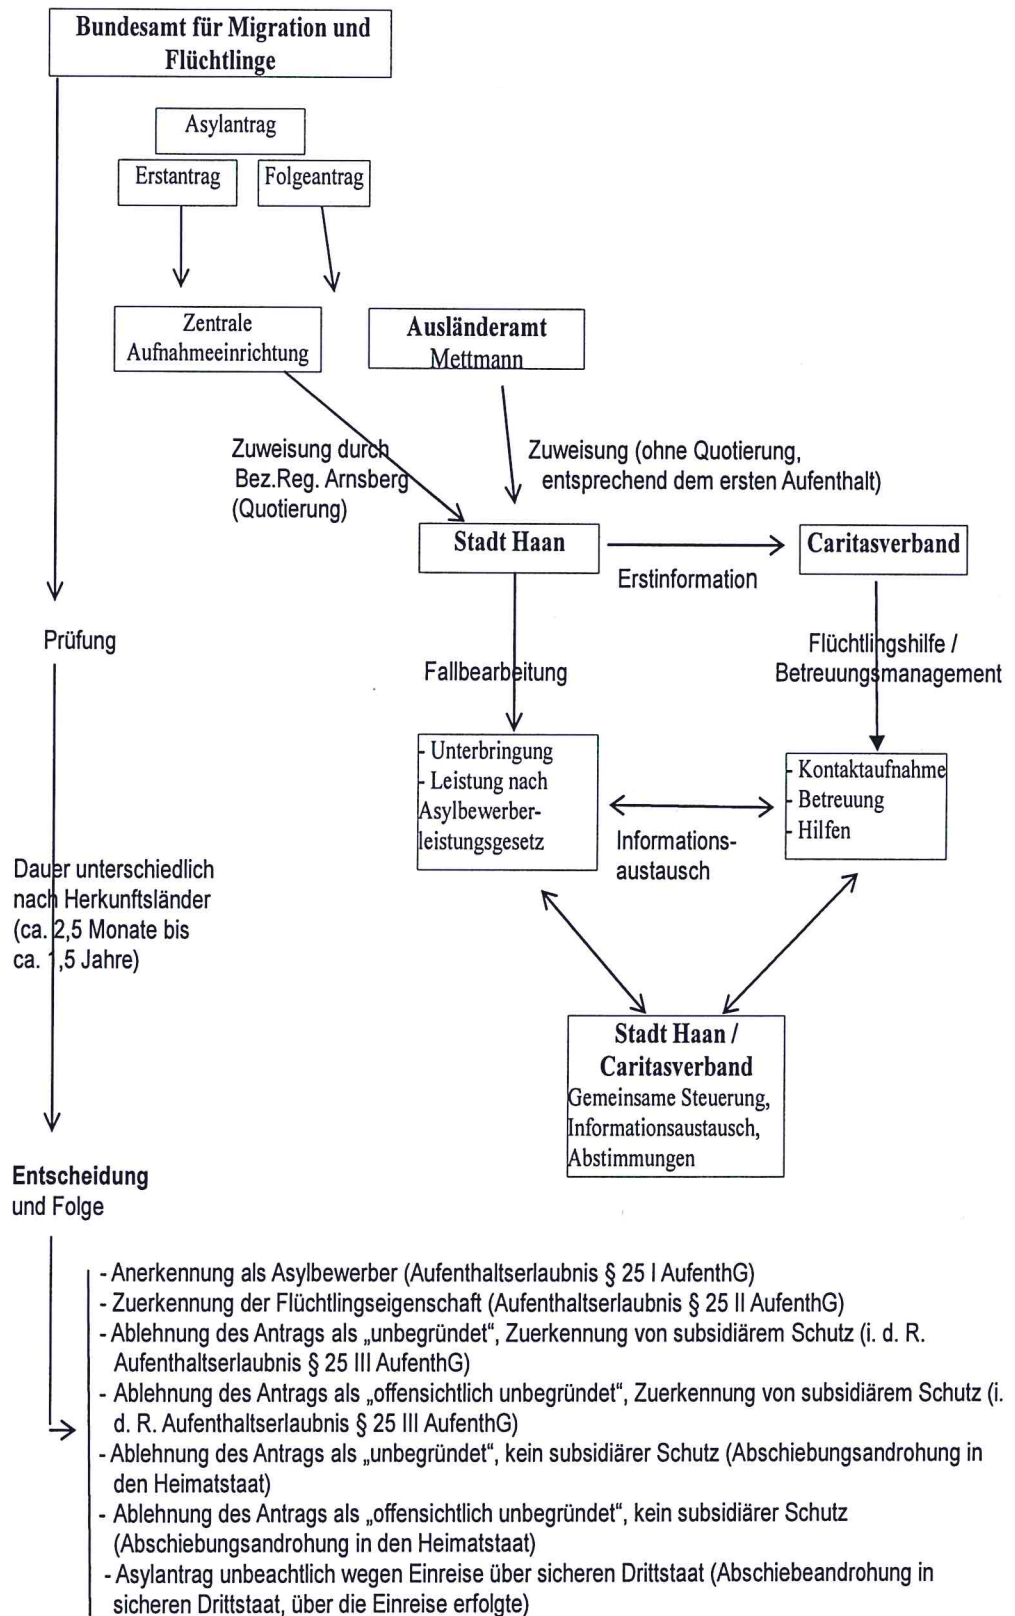 Bundesamt für Migration und
Flüchtlinge
Asylantrag
Erstantrag
Folgeantrag
Zentrale
Aufnahmeeinrichtung
Ausländeramt
Mettmann
Zuweisung durch
Bez.Reg. Arnsberg
(Quotierung)
Zuweisung (ohne Quotierung,
entsprechend dem ersten Aufenthalt)
Stadt Haan
Caritasverband
Erstinformation
Prüfung
Fallbearbeitung
Flüchtlingshilfe /
Betreuungsmanagement
- Unterbringung
- Leistung nach
Asylbewerber-
leistungsgesetz
- Kontaktaufnahme
- Betreuung
- Hilfen
Informations-
austausch
Dauer unterschiedlich
nach Herkunftsländer
(ca. 2,5 Monate bis
ca. 1,5 Jahre)
Stadt Haan /
Caritasverband
Gemeinsame Steuerung,
Informationsaustausch,
Abstimmungen
Entscheidung
und Folge
- Anerkennung als Asylbewerber (Aufenthaltserlaubnis § 25 I AufenthG)
- Zuerkennung der Flüchtlingseigenschaft (Aufenthaltserlaubnis § 25 II AufenthG)
- Ablehnung des Antrags als „unbegründet“, Zuerkennung von subsidiärem Schutz (i. d. R.
Aufenthaltserlaubnis § 25 III AufenthG)
- Ablehnung des Antrags als „offensichtlich unbegründet“, Zuerkennung von subsidiärem Schutz (i.
d. R. Aufenthaltserlaubnis § 25 III AufenthG)
- Ablehnung des Antrags als „unbegründet“, kein subsidiärer Schutz (Abschiebungsandrohung in
den Heimatstaat)
- Ablehnung des Antrags als „offensichtlich unbegründet“, kein subsidiärer Schutz
(Abschiebungsandrohung in den Heimatstaat)
- Asylantrag unbeachtlich wegen Einreise über sicheren Drittstaat (Abschiebeandrohung in
sicheren Drittstaat, über die Einreise erfolgte)